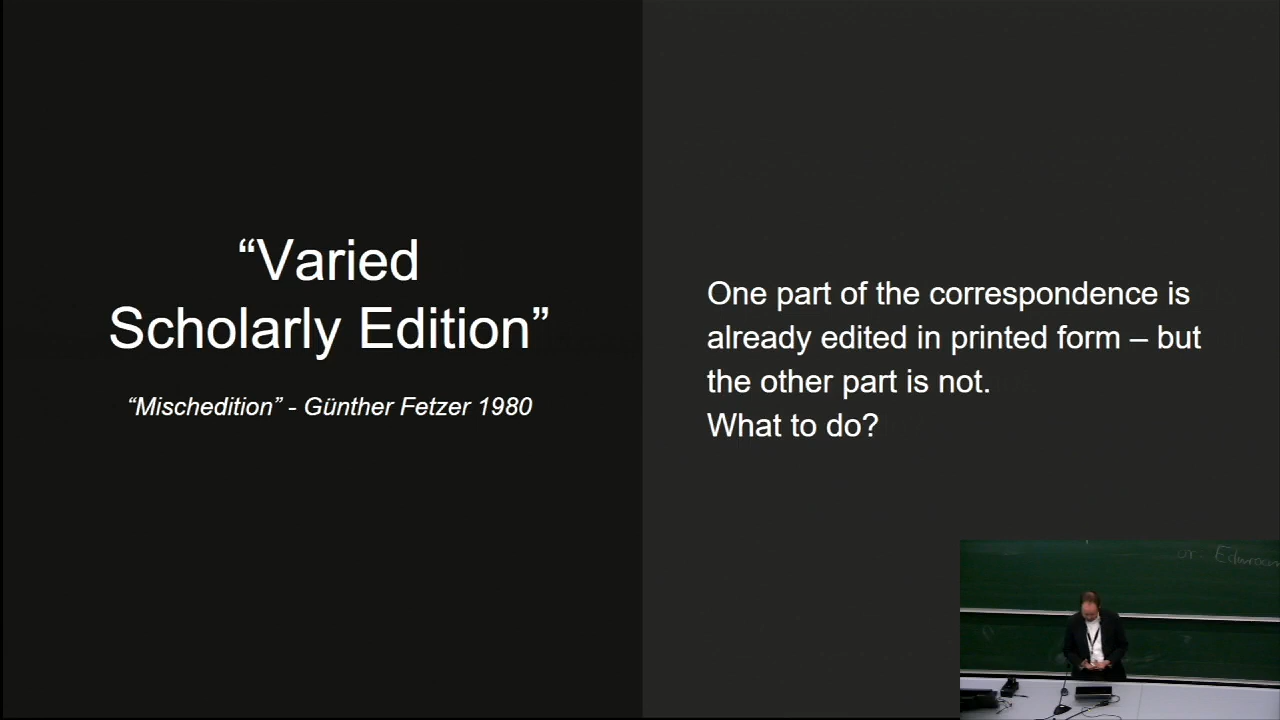 “Varied
Scholarly Edition”
“Mischedition” - Günther Fetzer 1980
One part of the correspondence is
already edited in printed form – but
the other part is not.
What to do?